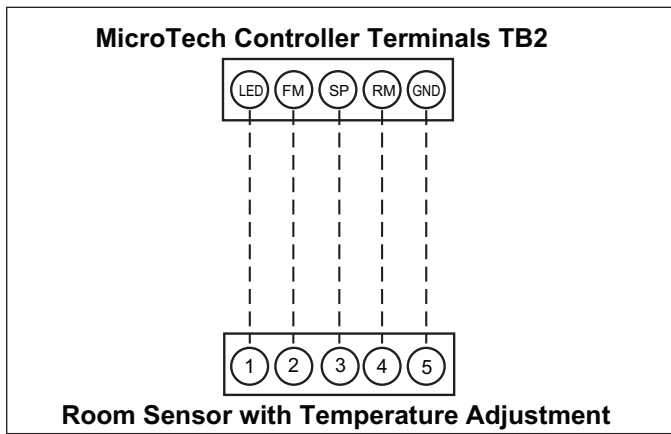 MicroTech Controller Terminals TB2
LED FM SP RM GND
1 2 3 4 5
Room Sensor with Temperature Adjustment